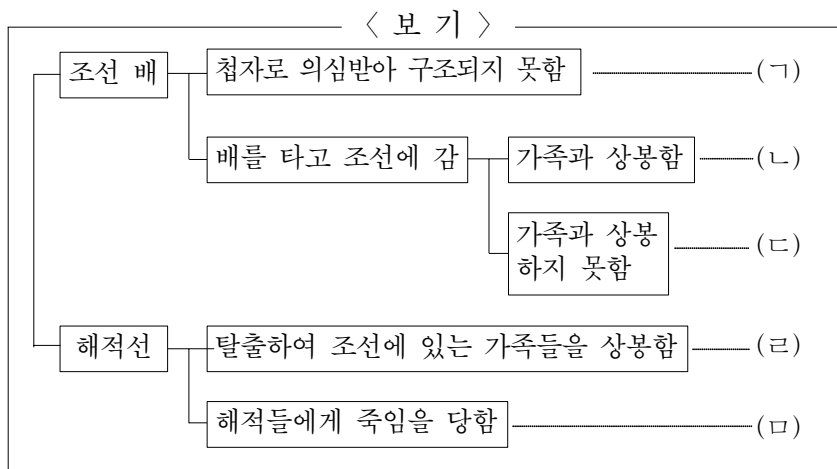 〈 보 기 〉
조선 배
첩자로 의심받아 구조되지 못함
(ㄱ)
배를 타고 조선에 감
가족과 상봉함
(ㄴ)
가족과 상봉
하지 못함
(ㄷ)
해적선
탈출하여 조선에 있는 가족들을 상봉함
(ㄹ)
해적들에게 죽임을 당함
(ㅁ)